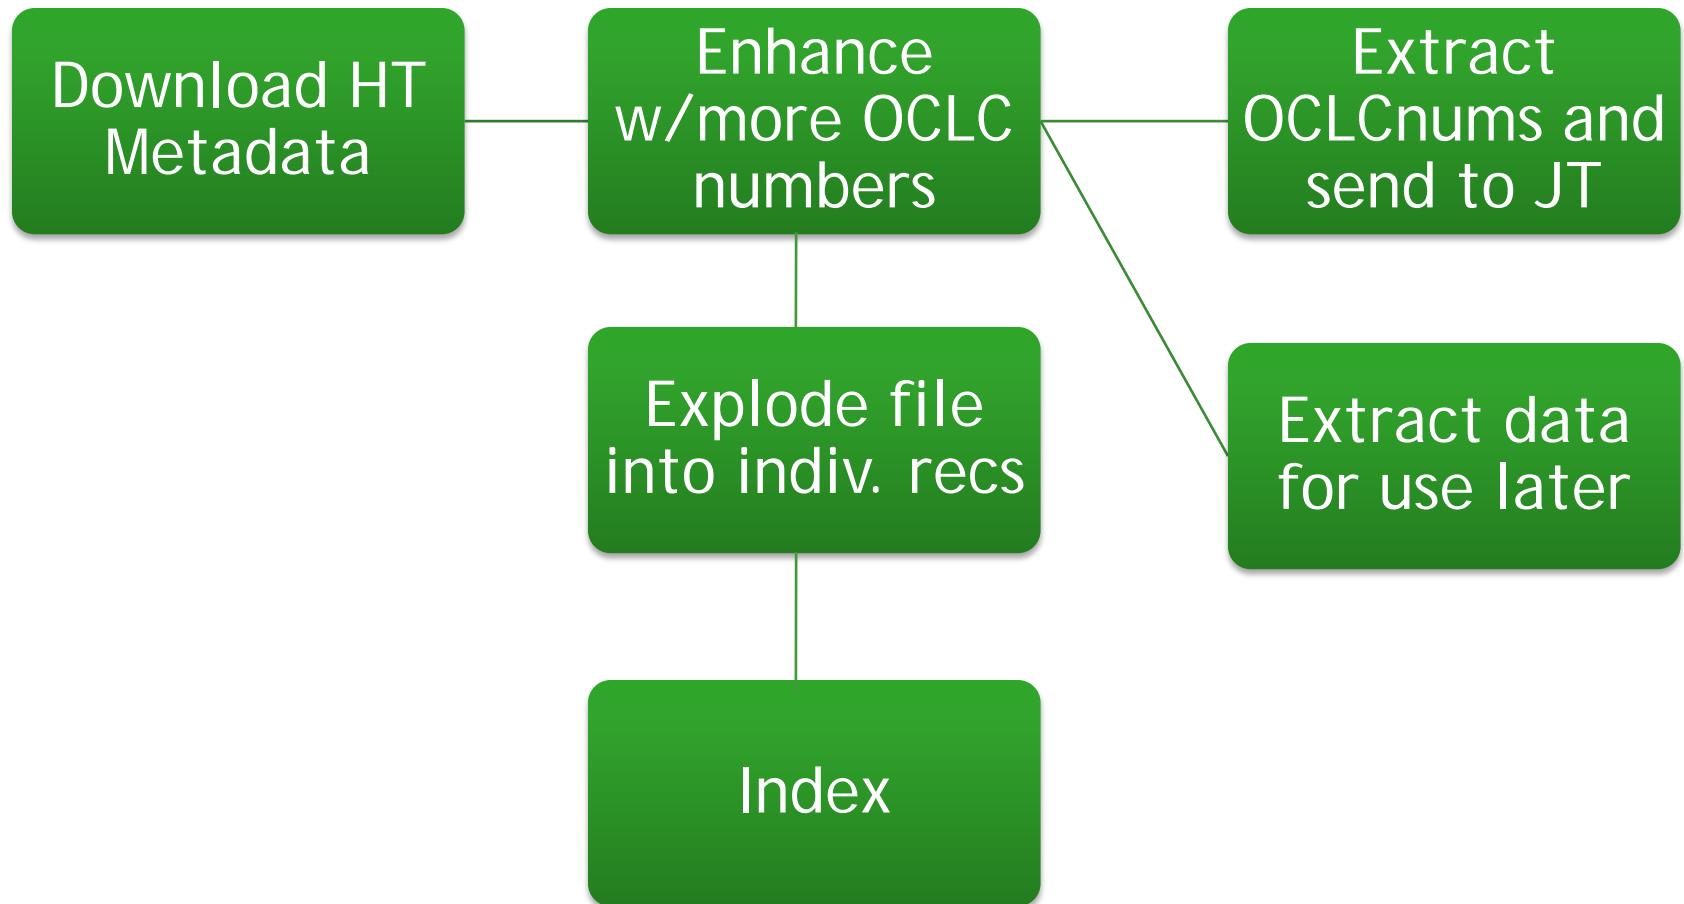 Download HT
Metadata
Enhance
w/more OCLC
numbers
Extract
OCLCnums and
send to JT
Explode file
into indiv. recs
Extract data
for use later
Index